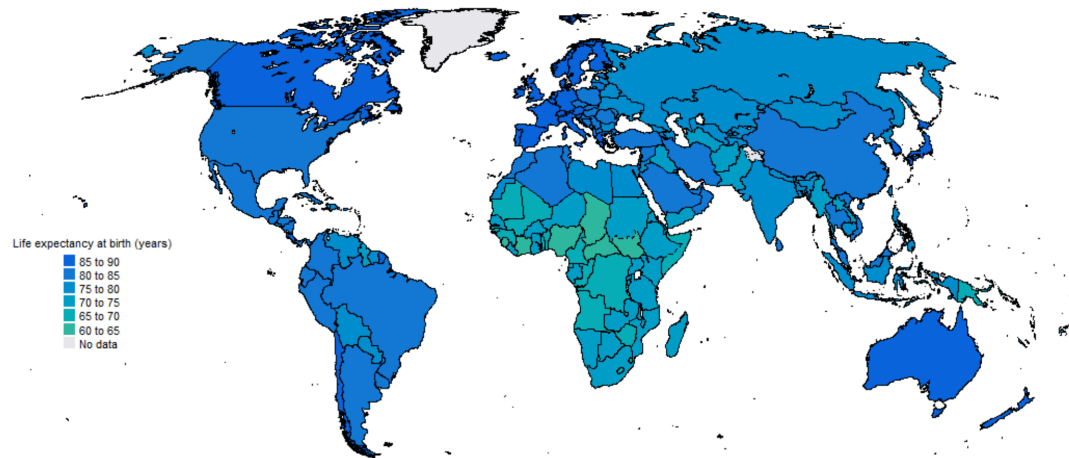 Life expectancy at birth (years)
85 to 90
80 to 85
75 to 80
70 to 75
65 to 70
60 to 65
No data